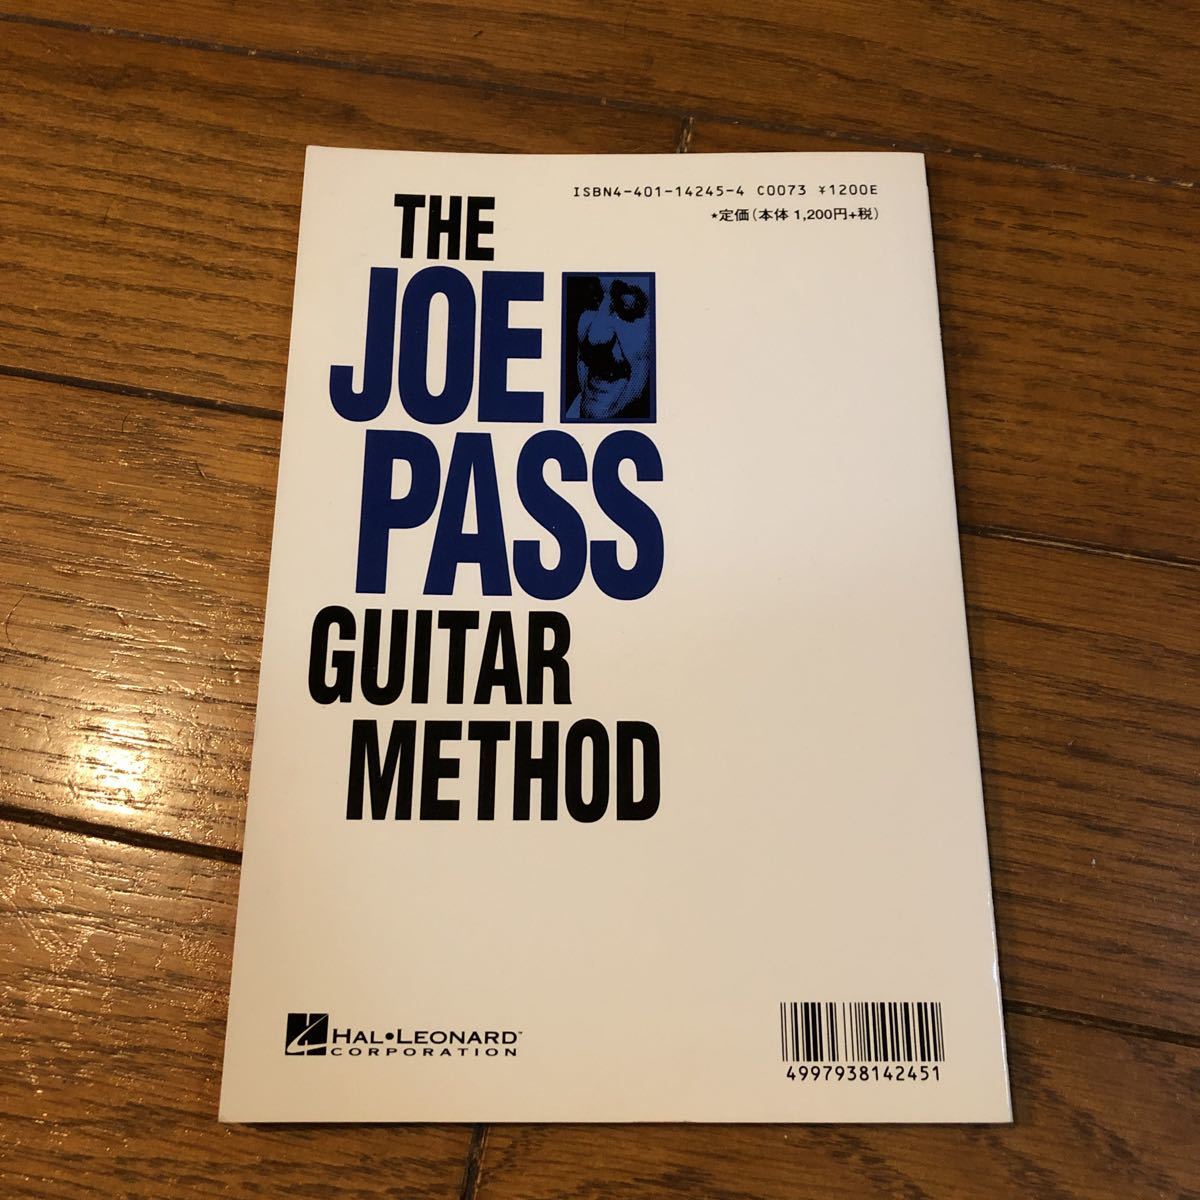 ISBN4-401-14245-4 C0073 ¥1200E
★定価(本体 1,200円+税)
THE
JOE
PASS
GUITAR
METHOD
HAL•LEONARD™
CORPORATION
4997938142451